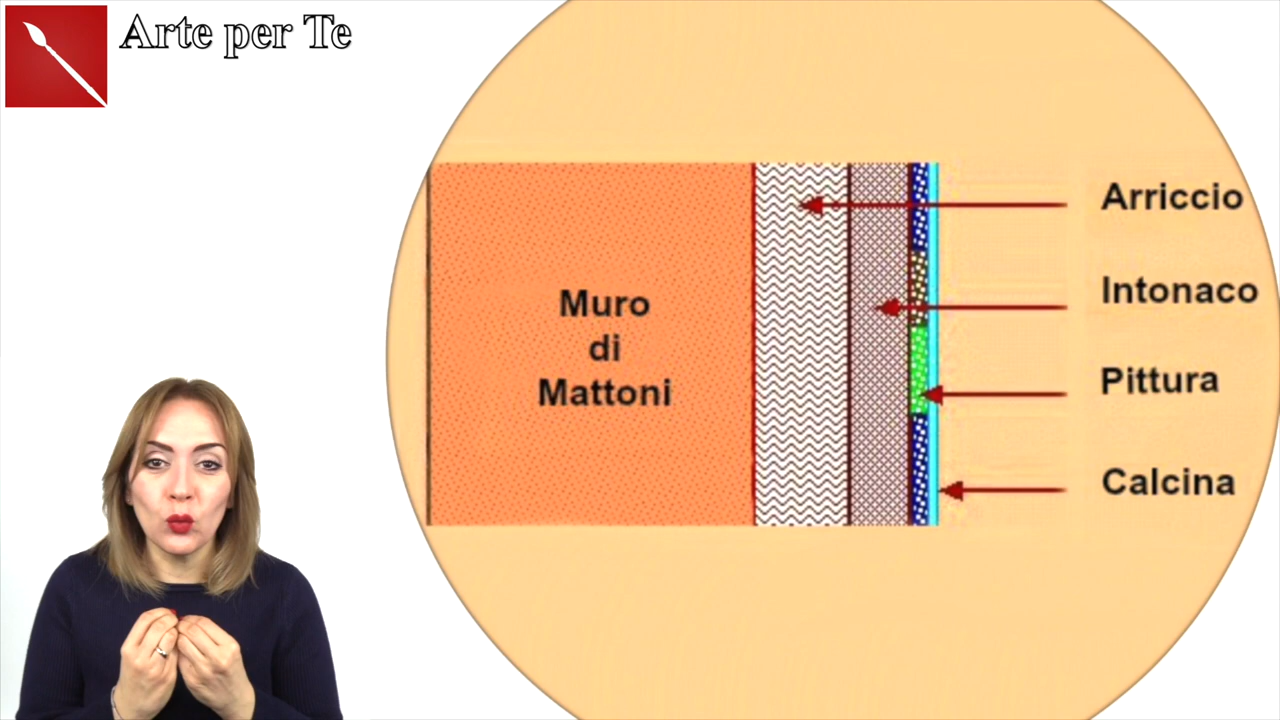 Arte per Te
Muro
di
Mattoni
Arriccio
Intonaco
Pittura
Calcina